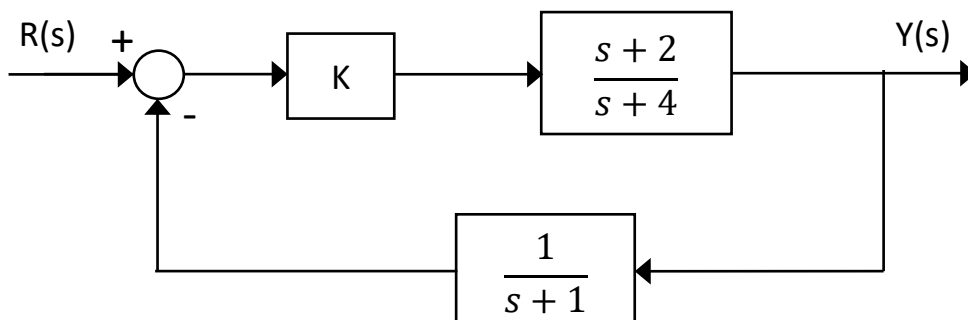 R(s)
+
-
K
s + 2
s + 4
Y(s)
1
s + 1